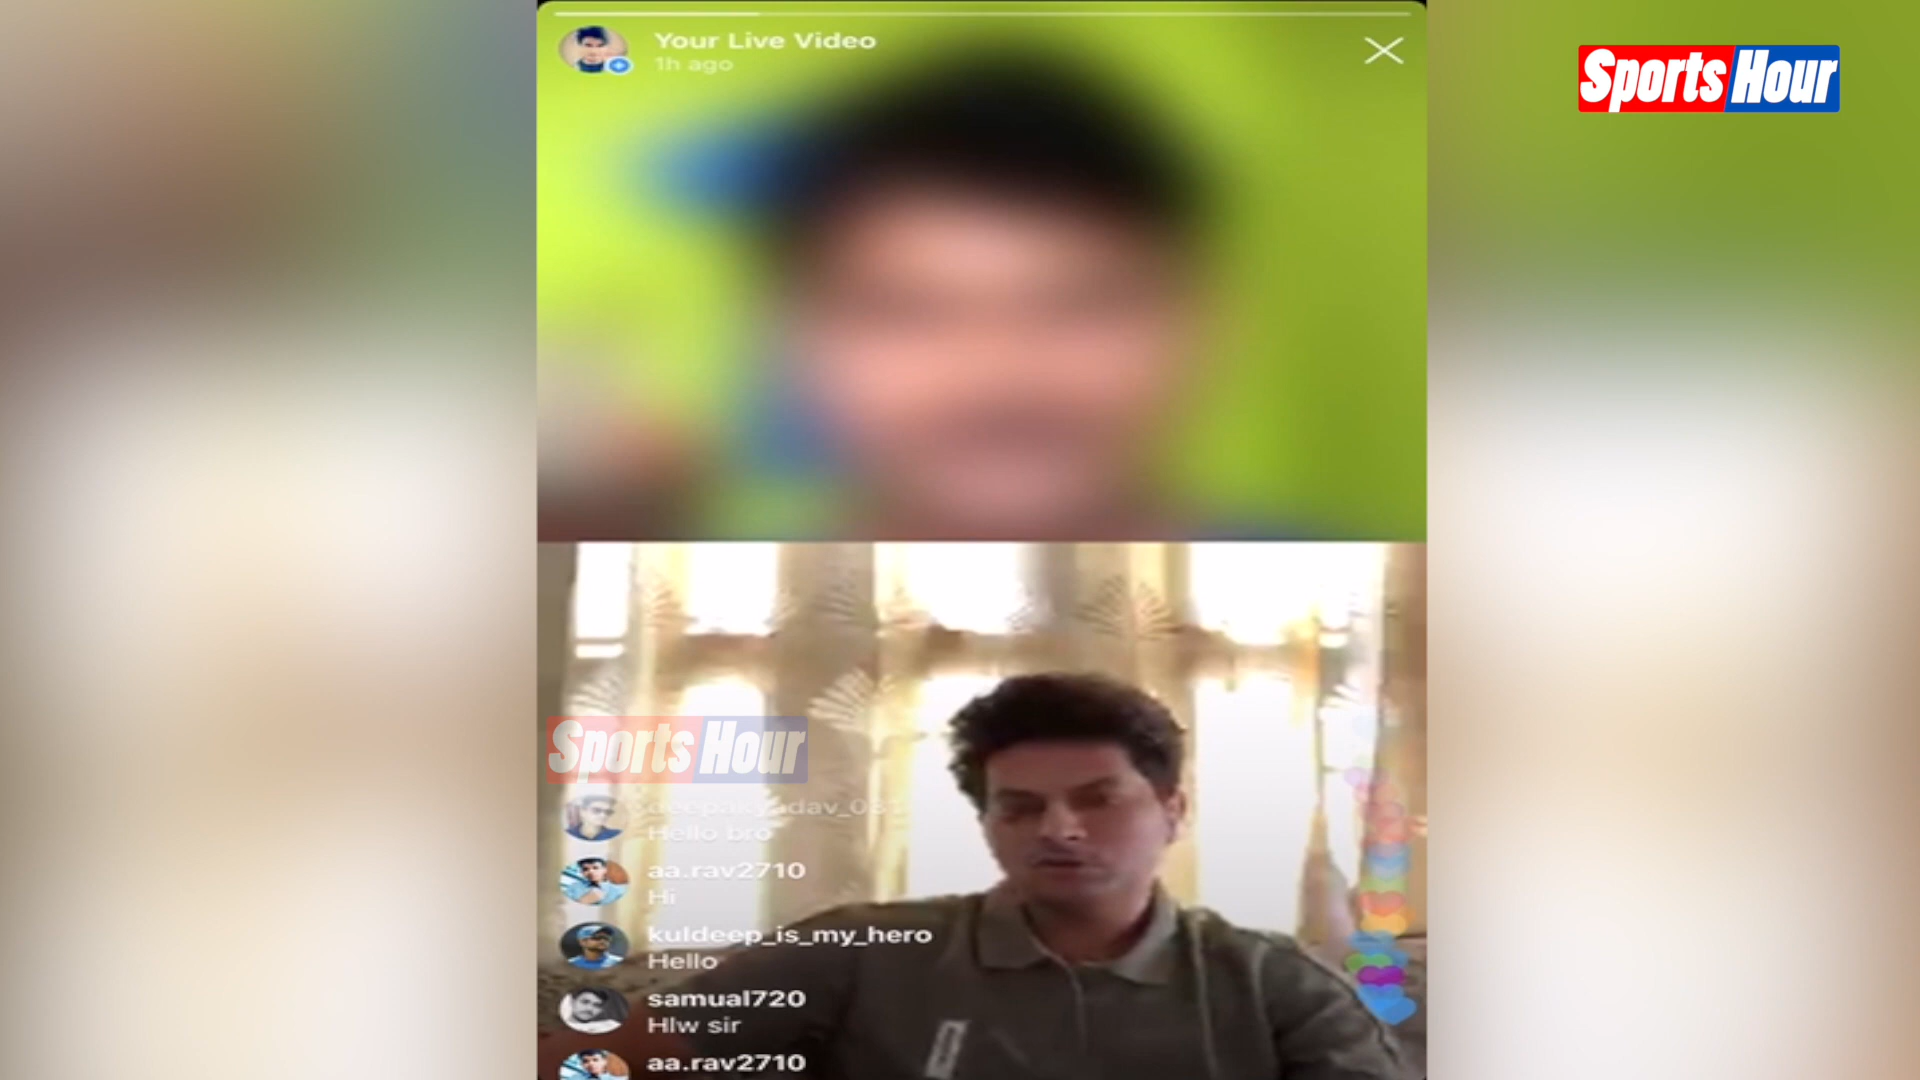 Your Live Video
1h ago
Sports Hour
Sports Hour
Hello bro
aa.rav2710
Hi
kuldeep_is_my_hero
Hello
samual720
Hlw sir
aa.rav2710